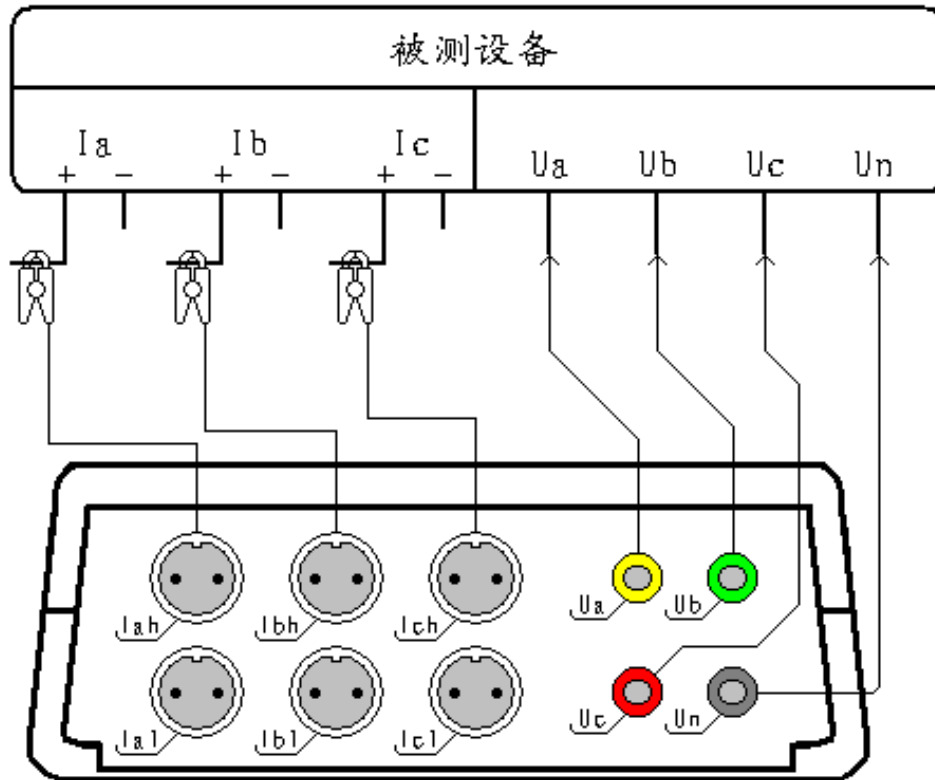 被测设备
Ia Ib Ic Ua Ub Uc Un
+ - + - + -
Iah Ibh Ich Ua Ub
Ial Ibl Icl Uc Un